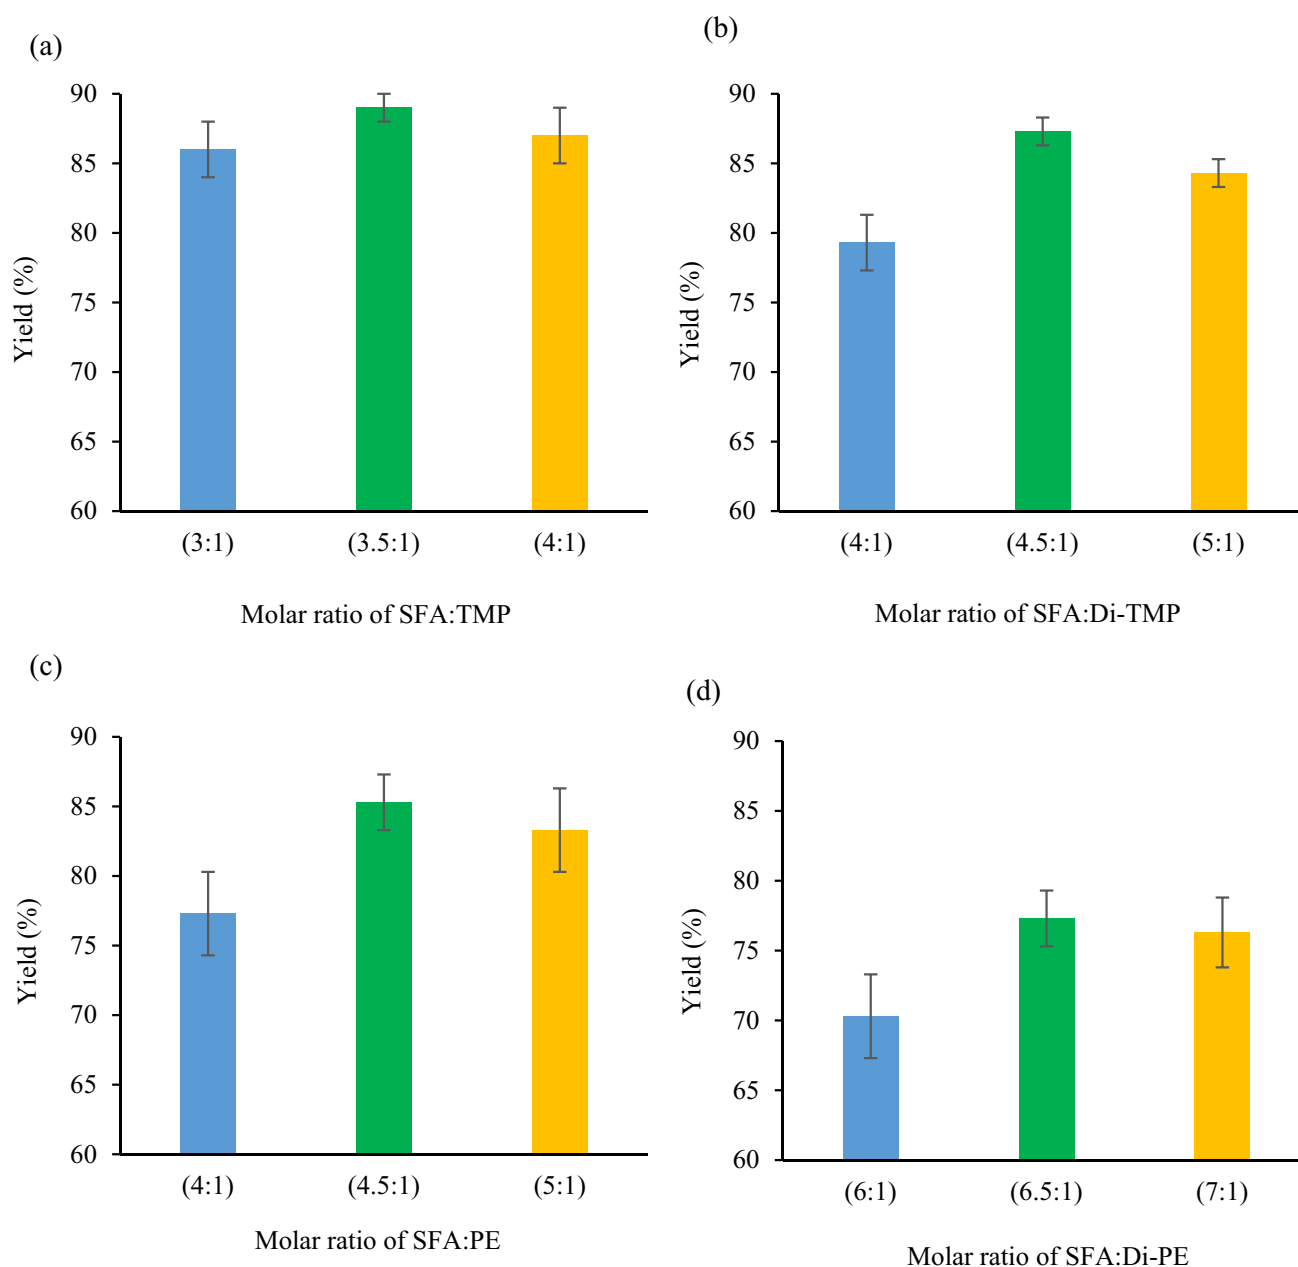 (a)
Yield (%)
90
85
80
75
70
65
60
(3:1) (3.5:1) (4:1)
Molar ratio of SFA:TMP
(b)
Yield (%)
90
85
80
75
70
65
60
(4:1) (4.5:1) (5:1)
Molar ratio of SFA:Di-TMP
(c)
Yield (%)
90
85
80
75
70
65
60
(4:1) (4.5:1) (5:1)
Molar ratio of SFA:PE
(d)
Yield (%)
90
85
80
75
70
65
60
(6:1) (6.5:1) (7:1)
Molar ratio of SFA:Di-PE